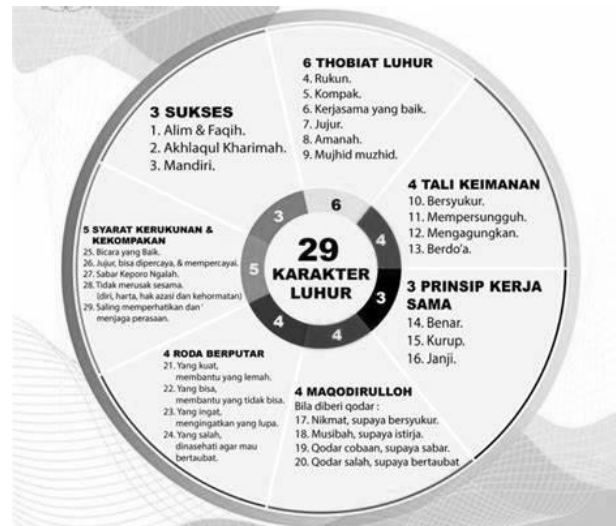 3 SUKSES
1. Alim & Faqih.
2. Akhlaqul Kharimah.
3. Mandiri.
6 THOBIAT LUHUR
4. Rukun.
5. Kompak.
6. Kerjasama yang baik.
7. Jujur.
8. Amanah.
9. Mujhid muzhid.
4 TALI KEIMANAN
10. Bersyukur.
11. Mempersungguh.
12. Mengagungkan.
13. Berdo'a.
3 PRINSIP KERJA
SAMA
14. Benar.
15. Kurup.
16. Janji.
4 MAQODIRULLOH
Bila diberi qodar :
17. Nikmat, supaya bersyukur.
18. Musibah, supaya istirja.
19. Qodar cobaan, supaya sabar.
20. Qodar salah, supaya bertaubat
4 RODA BERPUTAR
21. Yang kuat,
membantu yang lemah.
22. Yang bisa,
membantu yang tidak bisa.
23. Yang ingat,
mengingatkan yang lupa.
24. Yang salah,
dinasehati agar mau
bertaubat.
5 SYARAT KERUKUNAN &
KEKOMPAKAN
25. Bicara yang Baik.
26. Jujur, bisa dipercaya, & mempercayai.
27. Sabar Keporo Ngalah.
28. Tidak merusak sesama.
(diri, harta, hak azasi dan kehormatan)
29. Saling memperhatikan dan '
menjaga perasaan.
29
KARAKTER
LUHUR
3
6
4
3
4
4
5